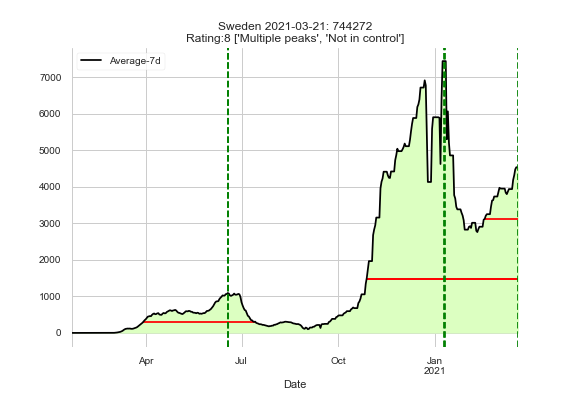 Sweden 2021-03-21: 744272
Rating:8 ['Multiple peaks', 'Not in control']
Average-7d
7000
6000
5000
4000
3000
2000
1000
0
Apr Jul Oct Jan
2021
Date